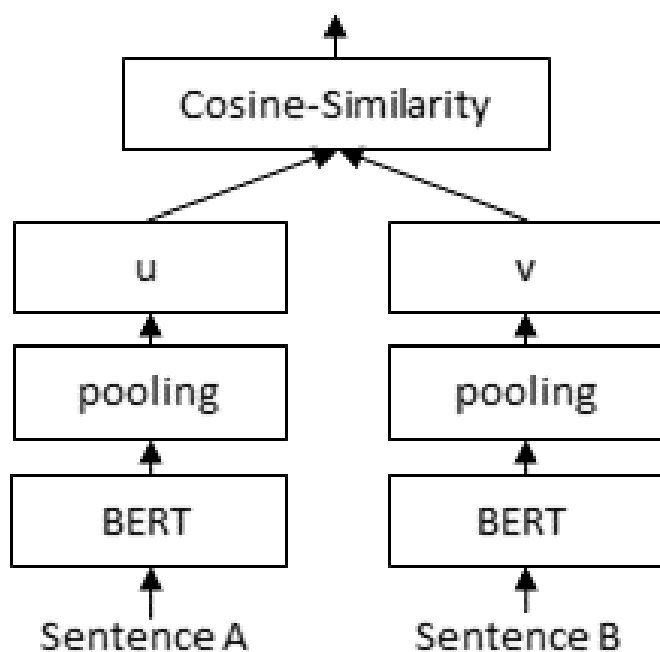 Cosine-Similarity
u
v
pooling
pooling
BERT
BERT
Sentence A
Sentence B